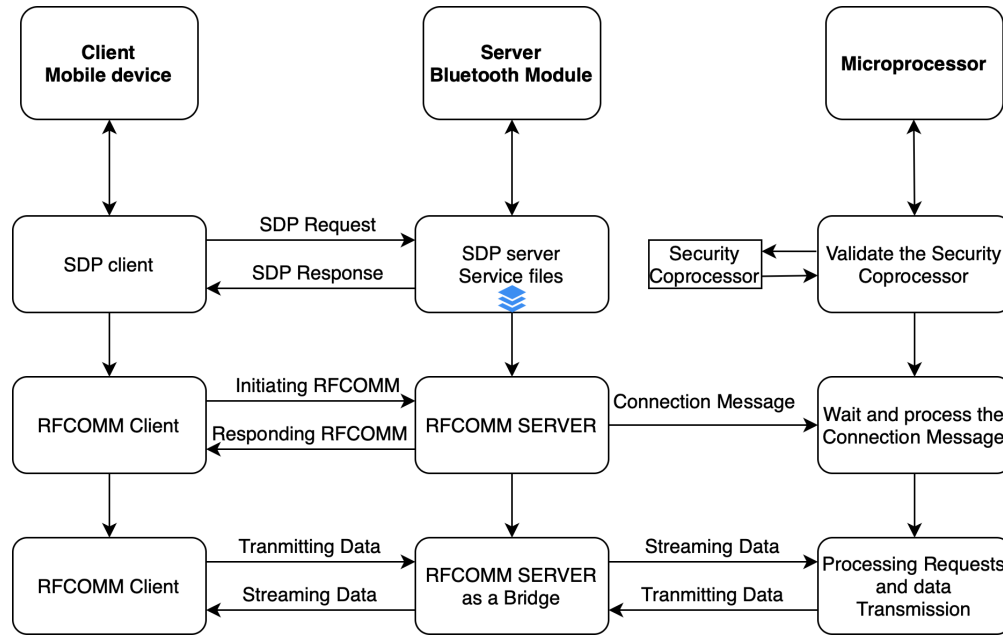 Client
Mobile device
Server
Bluetooth Module
Microprocessor
SDP client
SDP Request
SDP Response
SDP server
Service files
Security
Coprocessor
Validate the Security
Coprocessor
RFCOMM Client
Initiating RFCOMM
Responding RFCOMM
RFCOMM SERVER
Connection Message
Wait and process the
Connection Message
RFCOMM Client
Tranmitting Data
Streaming Data
RFCOMM SERVER
as a Bridge
Streaming Data
Tranmitting Data
Processing Requests
and data
Transmission